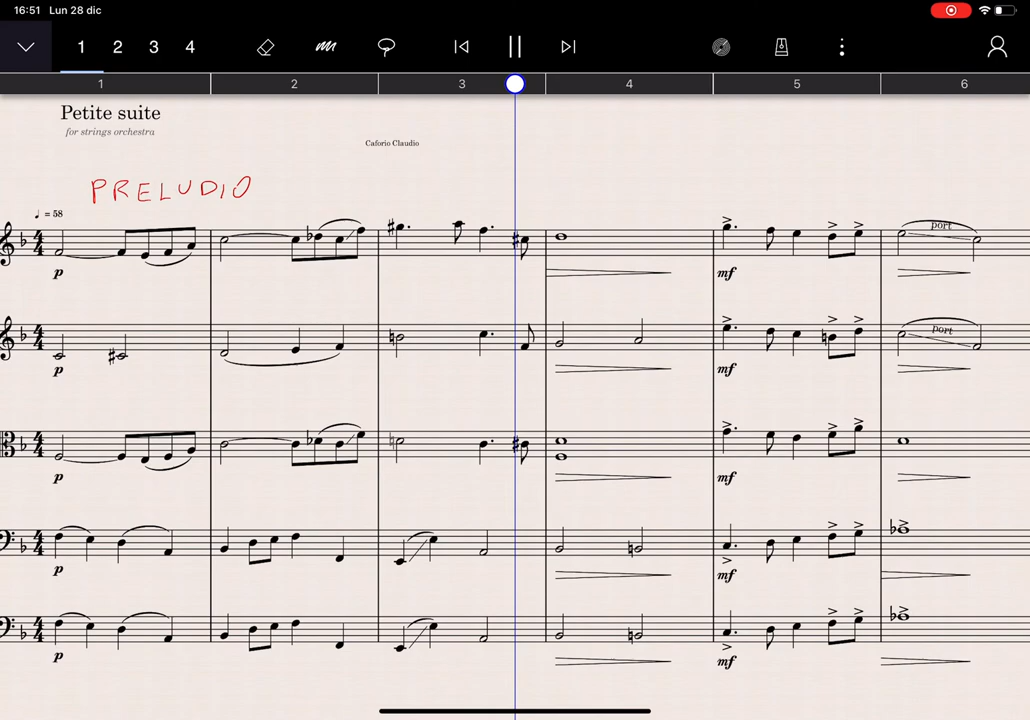 16:51 Lun 28 dic
1 2 3 4
1 2 3 4 5 6
Petite suite
for strings orchestra
Caforio Claudio
PRELUDIO
♩ = 58
port
p mf
port
p mf
p mf
p mf
p mf